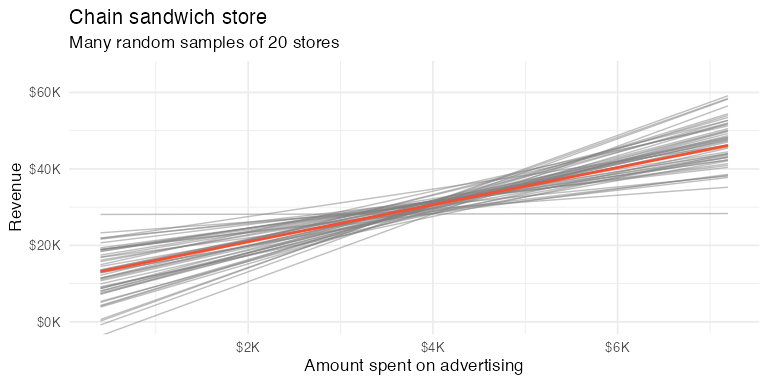 Chain sandwich store
Many random samples of 20 stores
$60K
$40K
$20K
$0K
Revenue
$2K
$4K
$6K
Amount spent on advertising